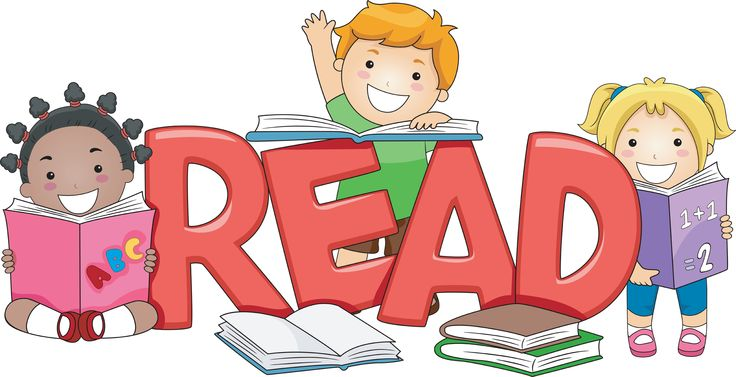 READ
ABC
1+1
=2